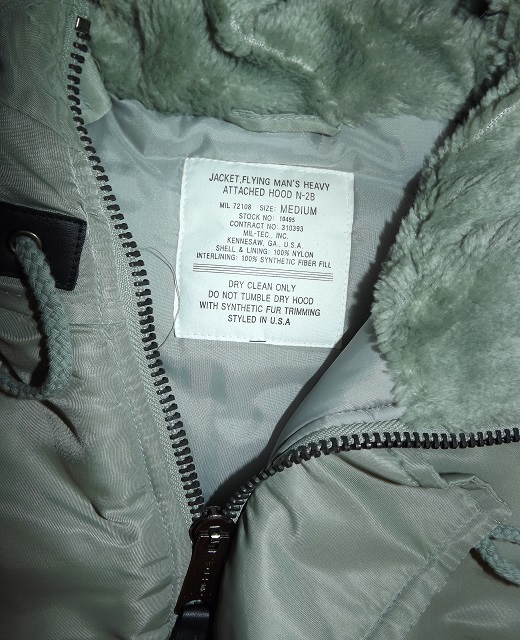 JACKET,FLYING MAN'S HEAVY
ATTACHED HOOD N-2B
MIL 72108 SIZE: MEDIUM
STOCK NO: 10495
CONTRACT NO: 310393
MIL-TEC., INC.
KENNESAW, GA., U.S.A.
SHELL & LINING: 100% NYLON
INTERLINING: 100% SYNTHETIC FIBER FILL
DRY CLEAN ONLY
DO NOT TUMBLE DRY HOOD
WITH SYNTHETIC FUR TRIMMING
STYLED IN U.S.A